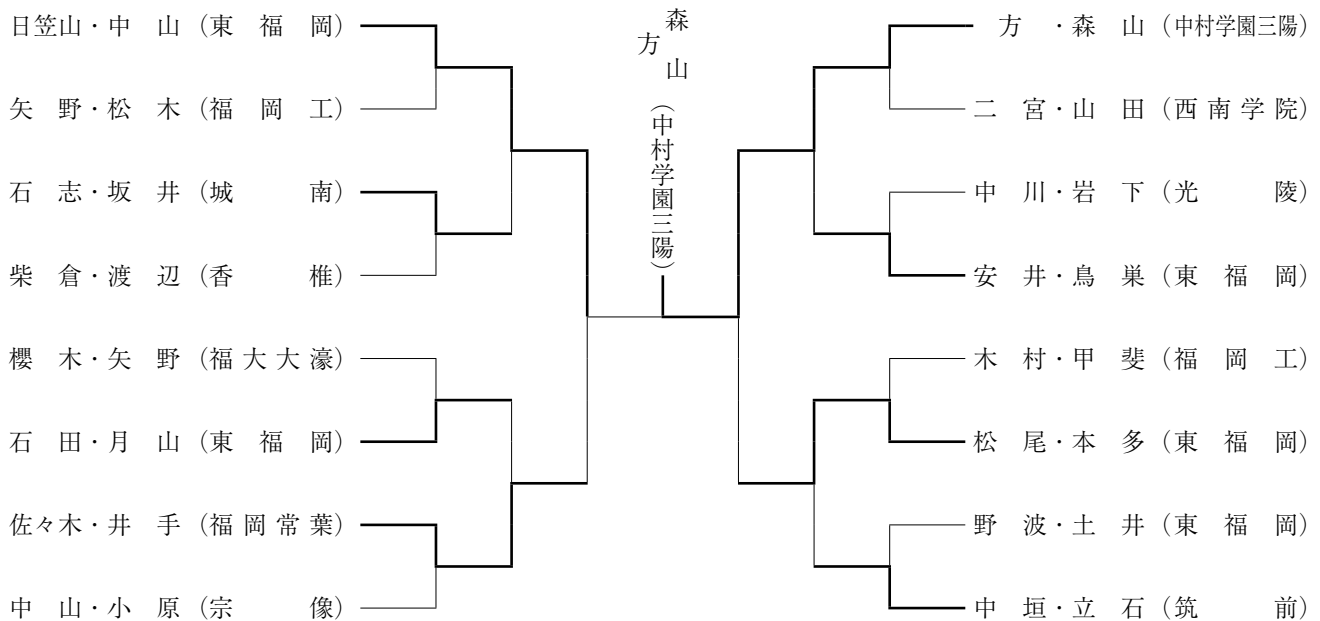 日笠山・中　山（東　福　岡）
矢　野・松　木（福　岡　工）
石　志・坂　井（城　　　南）
柴　倉・渡　辺（香　　　椎）
櫻　木・矢　野（福大大濠）
石　田・月　山（東　福　岡）
佐々木・井　手（福岡常葉）
中　山・小　原（宗　　　像）
方
森山
（中村学園三陽）
方　・森　山（中村学園三陽）
二　宮・山　田（西南学院）
中　川・岩　下（光　　　陵）
安　井・鳥　巣（東　福　岡）
木　村・甲　斐（福　岡　工）
松　尾・本　多（東　福　岡）
野　波・土　井（東　福　岡）
中　垣・立　石（筑　　　前）